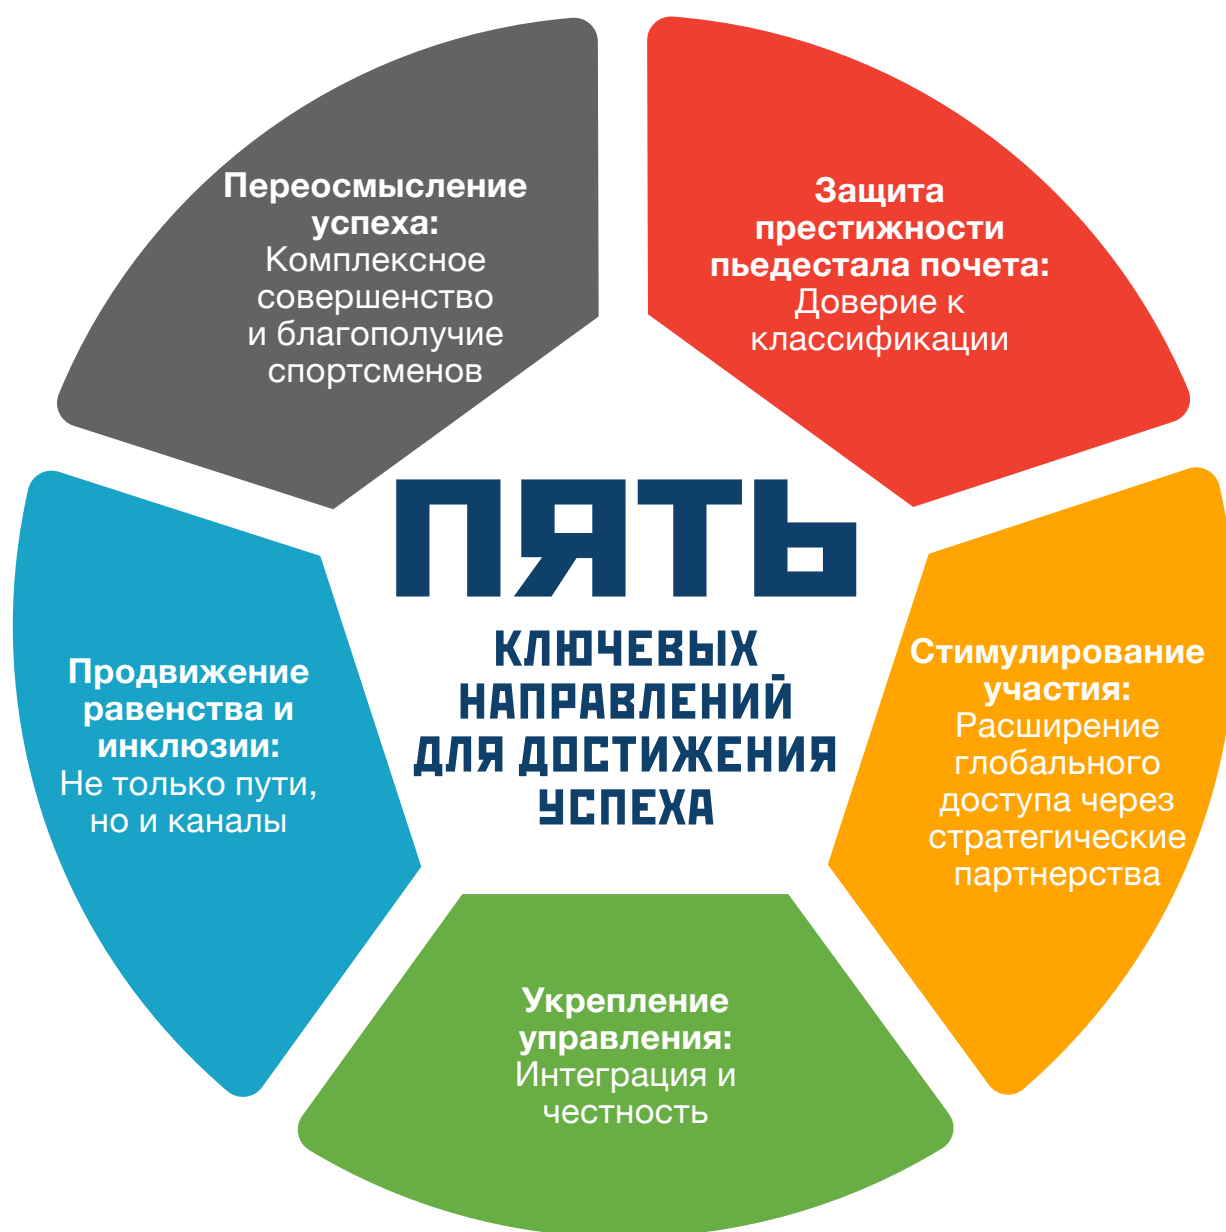 Переосмысление
успеха:
Комплексное
совершенство
и благополучие
спортсменов
Защита
престижности
пьедестала почета:
Доверие к
классификации
ПЯТЬ
КЛЮЧЕВЫХ
НАПРАВЛЕНИЙ
ДЛЯ ДОСТИЖЕНИЯ
УСПЕХА
Продвижение
равенства и
инклюзии:
Не только пути,
но и каналы
Стимулирование
участия:
Расширение
глобального
доступа через
стратегические
партнерства
Укрепление
управления:
Интеграция и
честность